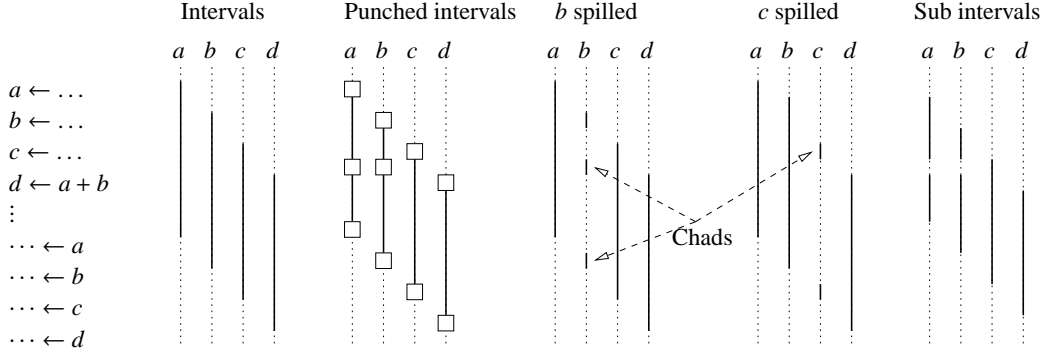 Intervals Punched intervals b spilled c spilled Sub intervals
a b c d a b c d a b c d a b c d a b c d
a ← ...
b ← ...
c ← ...
d ← a + b
⋮
⋯ ← a
Chads
⋯ ← b
⋯ ← c
⋯ ← d